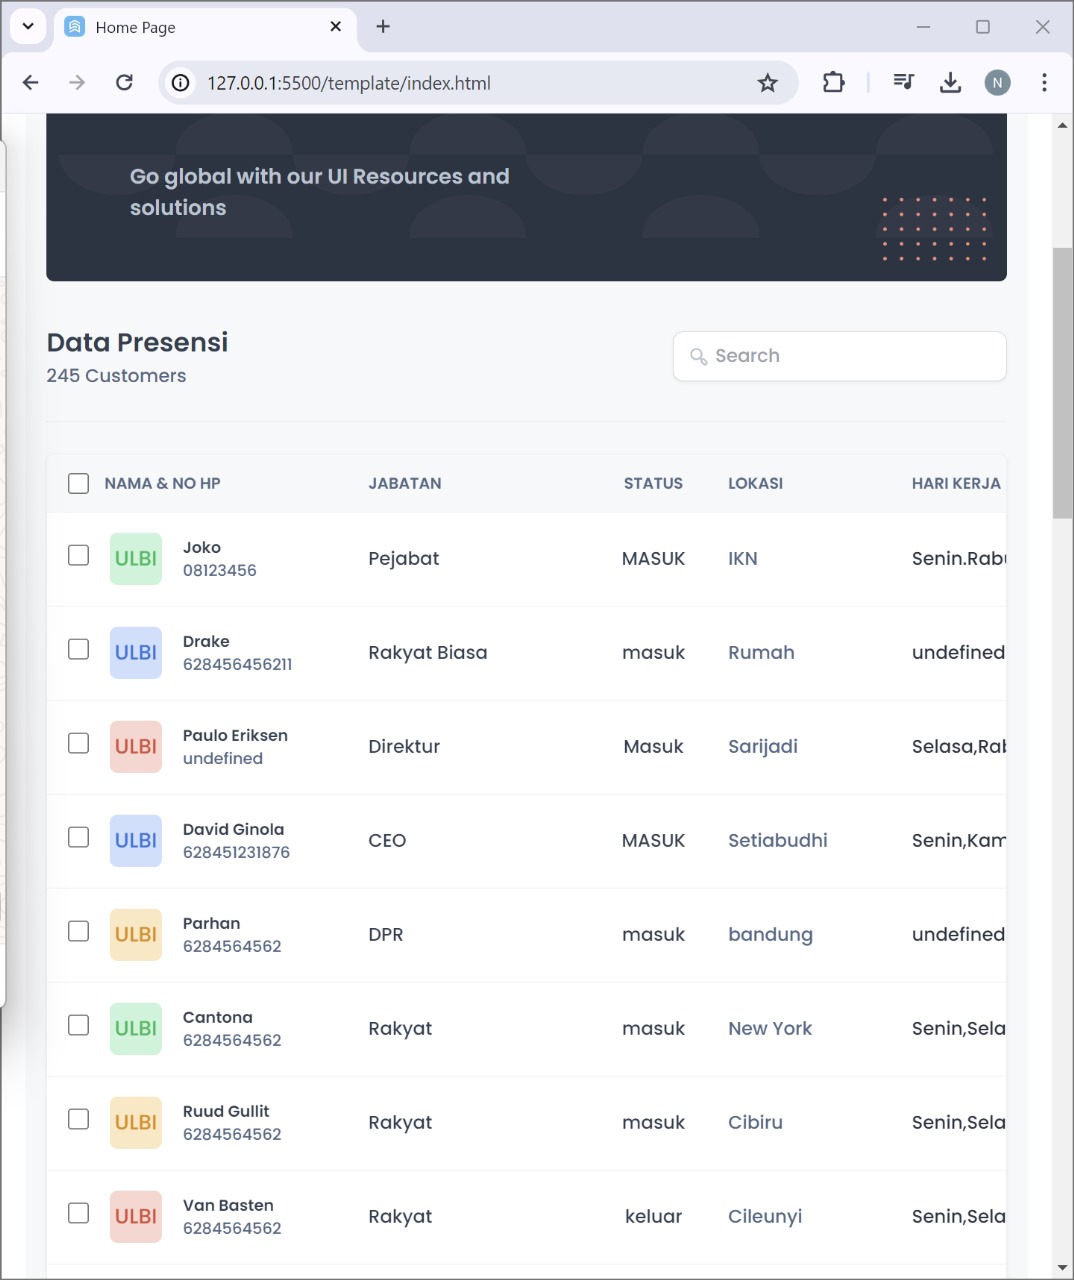 Home Page
127.0.0.1:5500/template/index.html
N
Go global with our UI Resources and
solutions
Data Presensi
245 Customers
Search
NAMA & NO HP JABATAN STATUS LOKASI HARI KERJA
ULBI Joko
08123456
Pejabat MASUK IKN Senin.Rabu
ULBI Drake
628456456211
Rakyat Biasa masuk Rumah undefined
ULBI Paulo Eriksen
undefined
Direktur Masuk Sarijadi Selasa,Rab
ULBI David Ginola
628451231876
CEO MASUK Setiabudhi Senin,Kam
ULBI Parhan
6284564562
DPR masuk bandung undefined
ULBI Cantona
6284564562
Rakyat masuk New York Senin,Sela
ULBI Ruud Gullit
6284564562
Rakyat masuk Cibiru Senin,Sela
ULBI Van Basten
6284564562
Rakyat keluar Cileunyi Senin,Sela